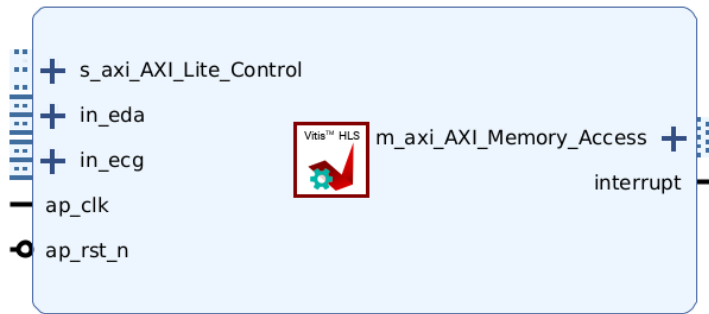 s_axi_AXI_Lite_Control
in_eda
in_ecg
ap_clk
ap_rst_n
Vitis™ HLS
m_axi_AXI_Memory_Access
interrupt